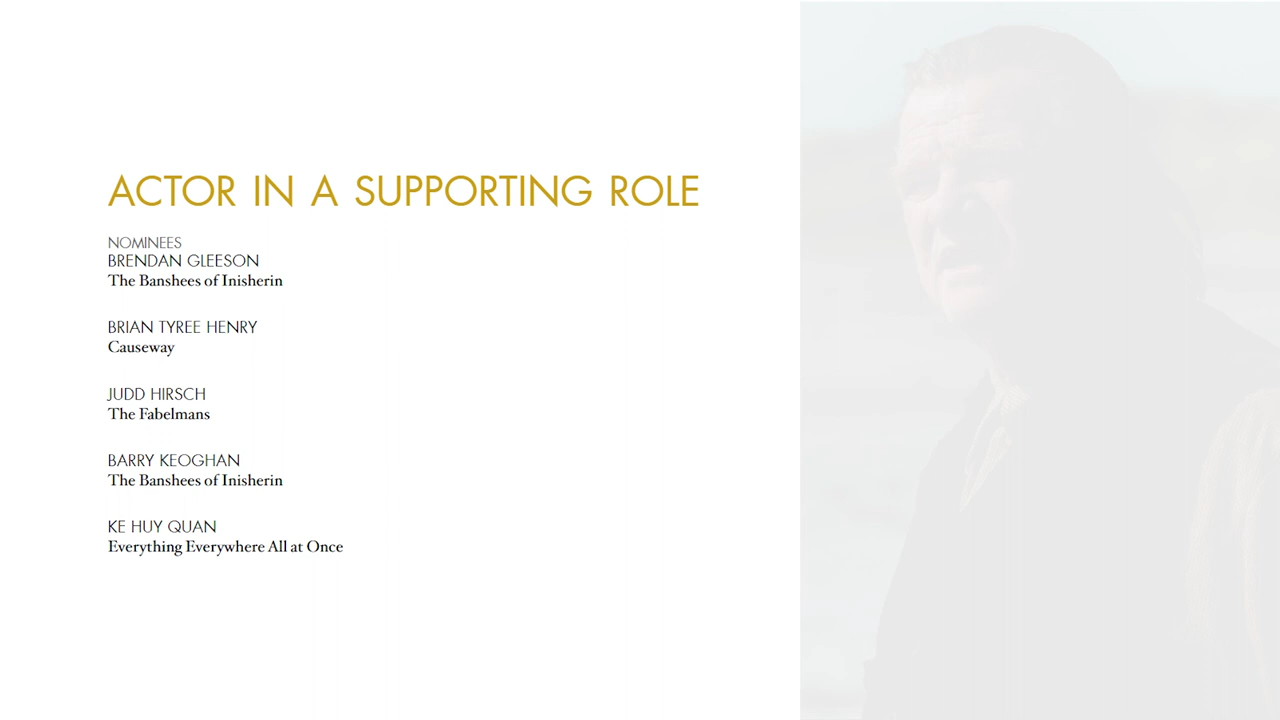 ACTOR IN A SUPPORTING ROLE
NOMINEES
BRENDAN GLEESON
The Banshees of Inisherin
BRIAN TYREE HENRY
Causeway
JUDD HIRSCH
The Fabelmans
BARRY KEOGHAN
The Banshees of Inisherin
KE HUY QUAN
Everything Everywhere All at Once